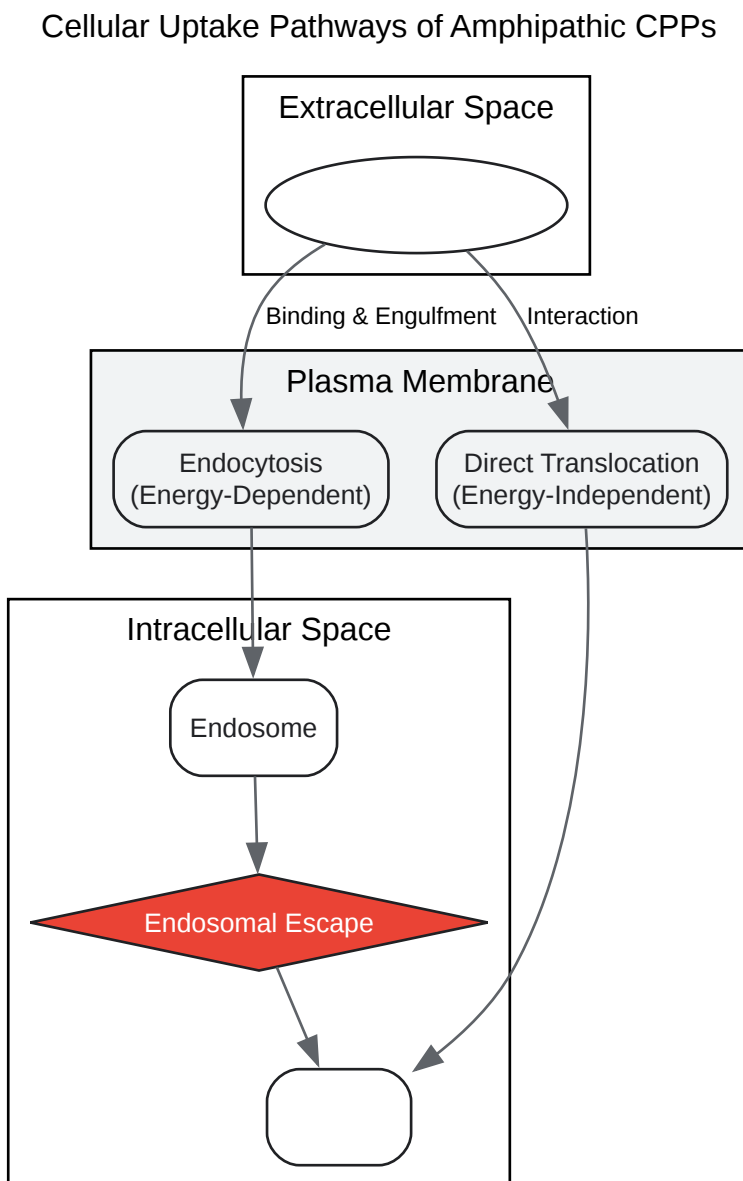 Cellular Uptake Pathways of Amphipathic CPPs
Extracellular Space
Binding & Engulfment
Interaction
Plasma Membrane
Endocytosis
(Energy-Dependent)
Direct Translocation
(Energy-Independent)
Intracellular Space
Endosome
Endosomal Escape